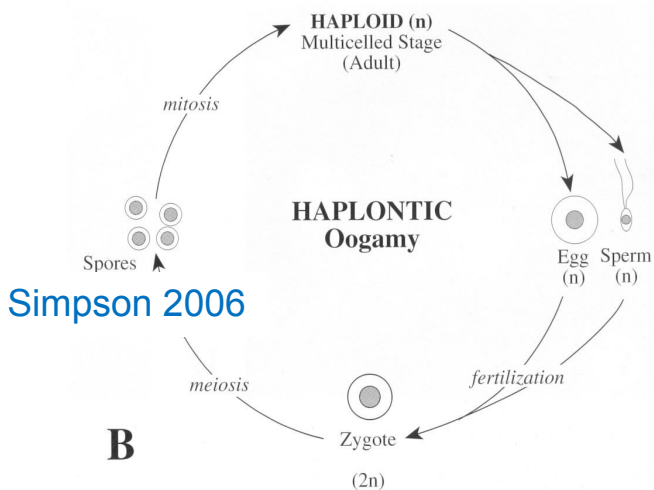 HAPLOID (n)
Multicelled Stage
(Adult)
mitosis
HAPLONTIC
Oogamy
Spores
Egg
(n)
Sperm
(n)
Simpson 2006
meiosis
fertilization
Zygote
(2n)
B